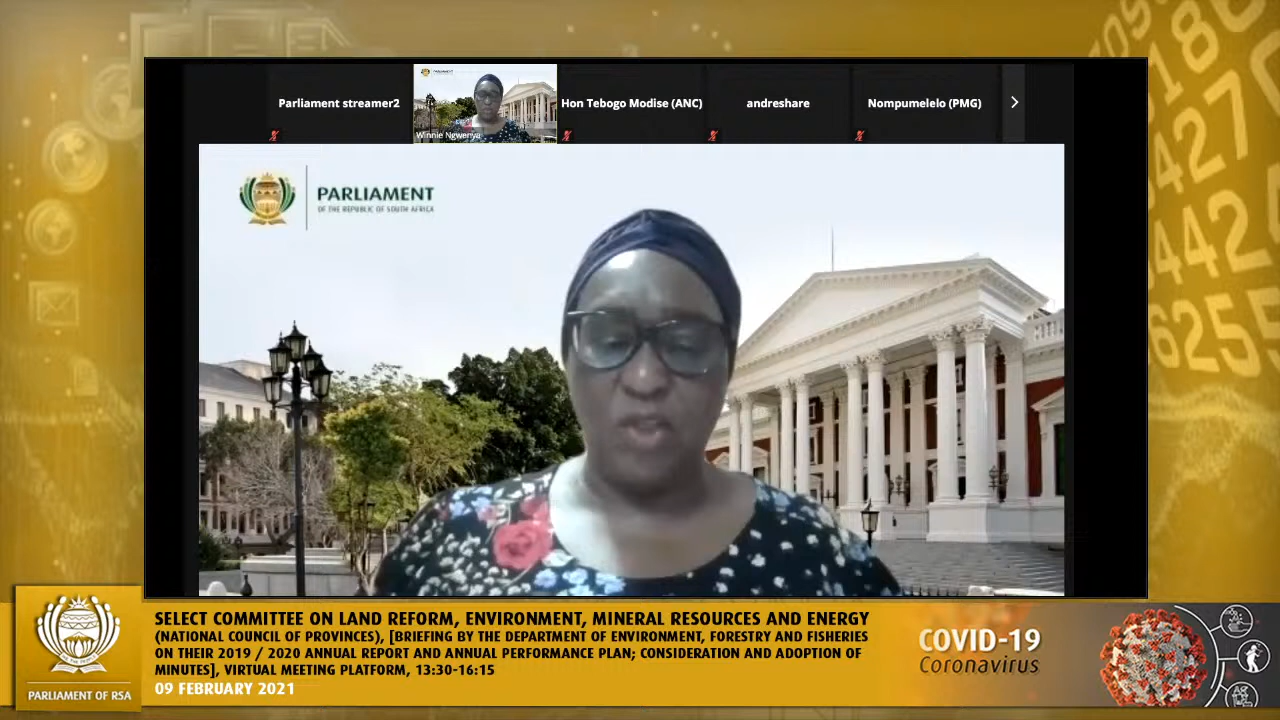 Parliament streamer2
Winnie Ngwenya
Hon Tebogo Modise (ANC)
andreshare
Nompumelelo (PMG)
PARLIAMENT
OF THE REPUBLIC OF SOUTH AFRICA
SELECT COMMITTEE ON LAND REFORM, ENVIRONMENT, MINERAL RESOURCES AND ENERGY
(NATIONAL COUNCIL OF PROVINCES), [BRIEFING BY THE DEPARTMENT OF ENVIRONMENT, FORESTRY AND FISHERIES
ON THEIR 2019 / 2020 ANNUAL REPORT AND ANNUAL PERFORMANCE PLAN; CONSIDERATION AND ADOPTION OF
MINUTES], VIRTUAL MEETING PLATFORM, 13:30-16:15
09 FEBRUARY 2021
PARLIAMENT OF RSA
COVID-19
Coronavirus